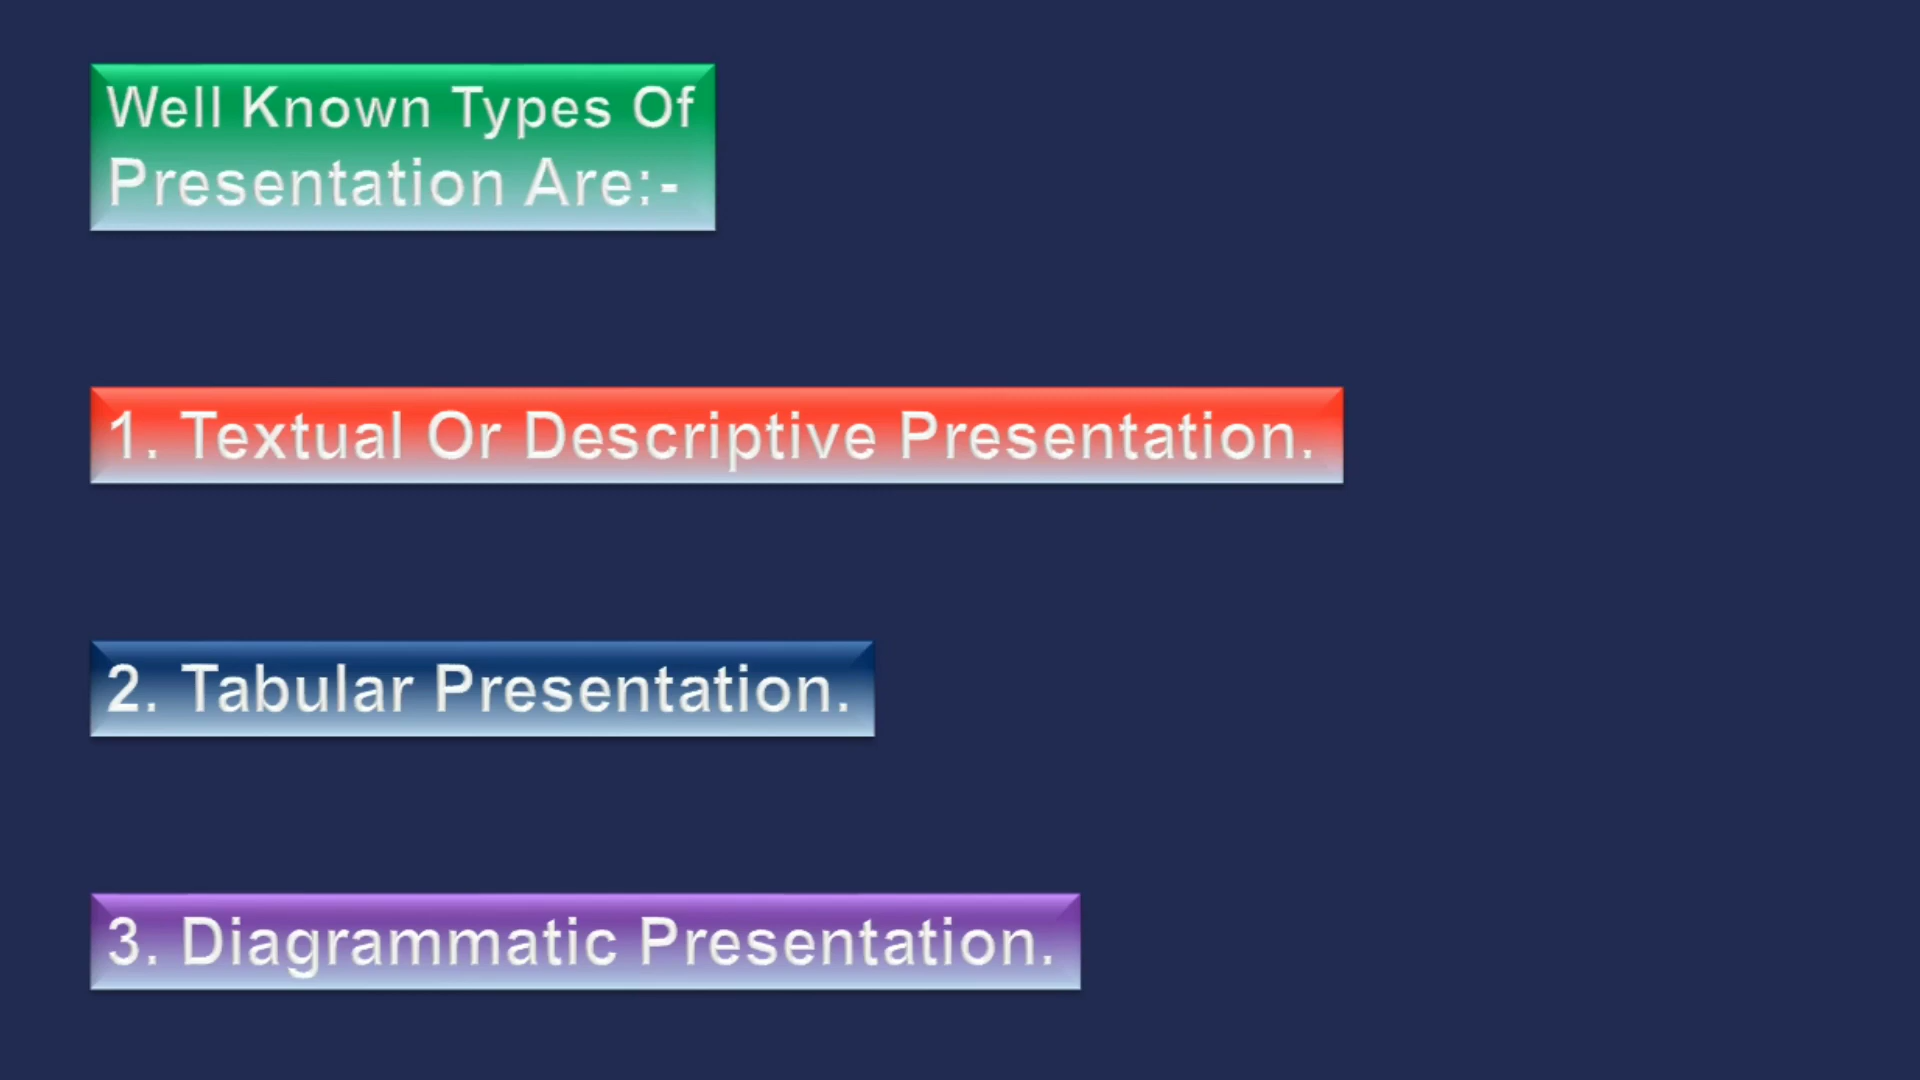 Well Known Types Of
Presentation Are:-
1. Textual Or Descriptive Presentation.
2. Tabular Presentation.
3. Diagrammatic Presentation.